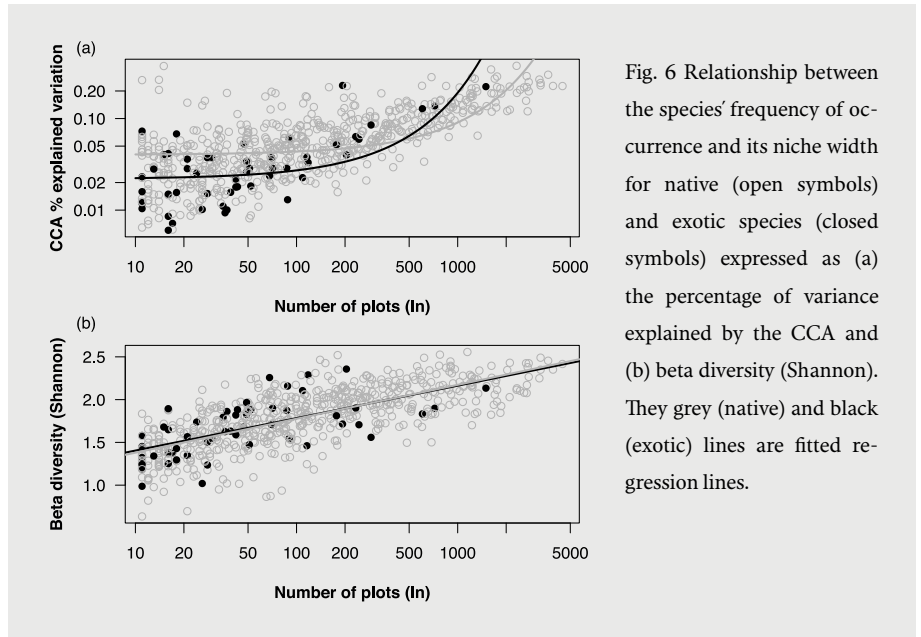 (a)
CCA % explained variation
0.20
0.10
0.05
0.02
0.01
10 20 50 100 200 500 1000 5000
Number of plots (ln)
(b)
Beta diversity (Shannon)
2.5
2.0
1.5
1.0
10 20 50 100 200 500 1000 5000
Number of plots (ln)
Fig. 6 Relationship between
the species′ frequency of oc-
currence and its niche width
for native (open symbols)
and exotic species (closed
symbols) expressed as (a)
the percentage of variance
explained by the CCA and
(b) beta diversity (Shannon).
They grey (native) and black
(exotic) lines are fitted re-
gression lines.